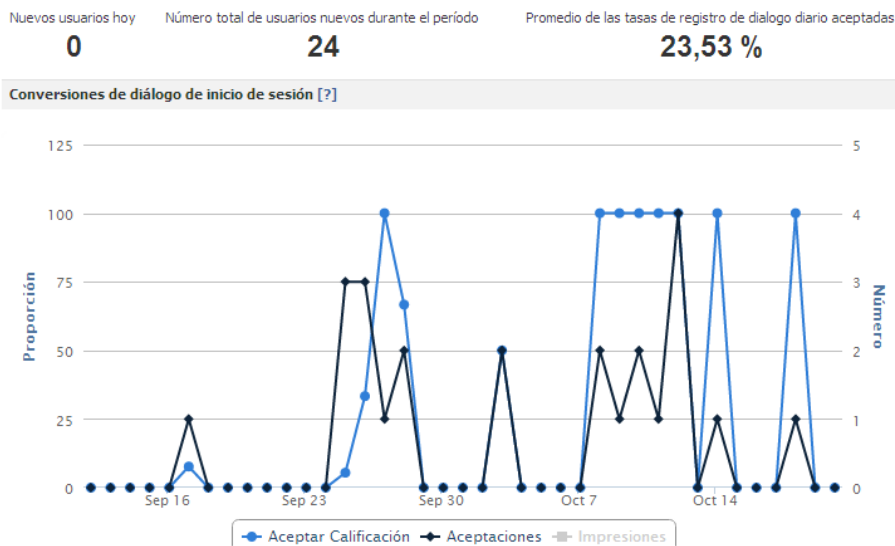 Nuevos usuarios hoy
0
Número total de usuarios nuevos durante el período
24
Promedio de las tasas de registro de dialogo diario aceptadas
23,53 %
Conversiones de diálogo de inicio de sesión [?]
125
100
75
50
25
0
Proporción
5
4
3
2
1
0
Número
Sep 16
Sep 23
Sep 30
Oct 7
Oct 14
Aceptar Calificación
Aceptaciones
Impresiones